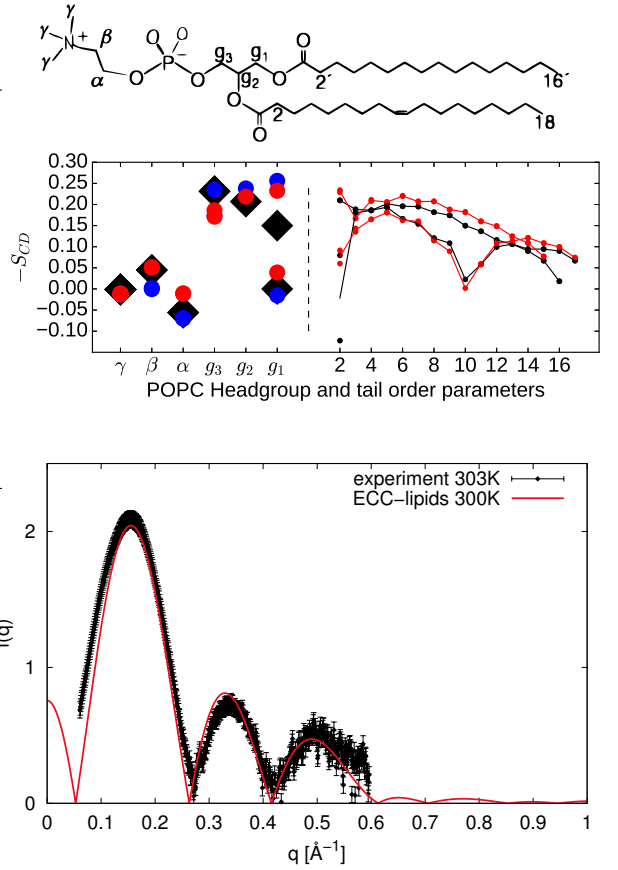 γ
γ N + β
γ
α O
O O
P −
O
g₃ g₁
g₂
O
O
2´ 16´
O
O
2 18
0.30
0.25
0.20
0.15
0.10
0.05
0.00
−0.05
−0.10
−S_CD
γ β α g₃ g₂ g₁ 2 4 6 8 10 12 14 16
POPC Headgroup and tail order parameters
experiment 303K
ECC−lipids 300K
2
1
0
0 0.1 0.2 0.3 0.4 0.5 0.6 0.7 0.8 0.9 1
q [Å⁻¹]